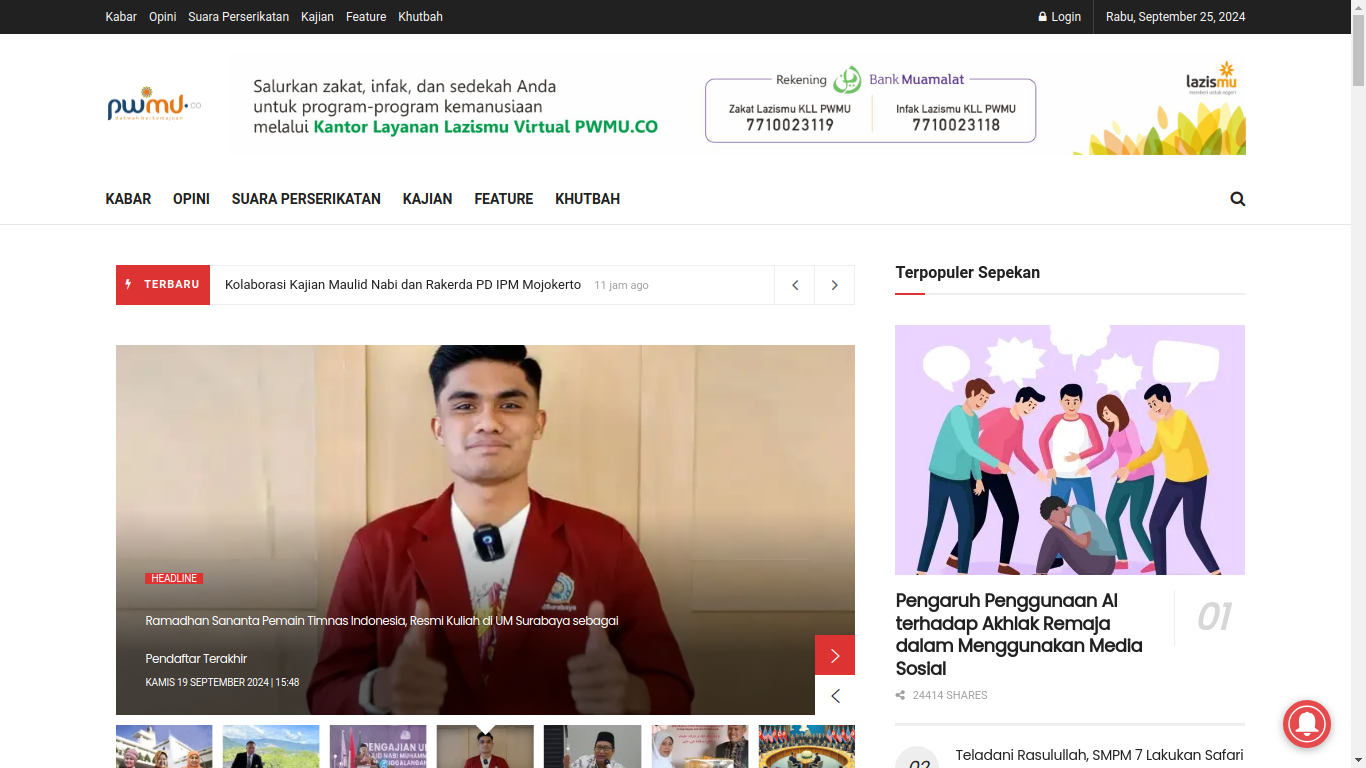 Kabar Opini Suara Perserikatan Kajian Feature Khutbah Login Rabu, September 25, 2024
pwmu.co
dakwah berkemajuan
Salurkan zakat, infak, dan sedekah Anda
untuk program-program kemanusiaan
melalui Kantor Layanan Lazismu Virtual PWMU.CO
Rekening Bank Muamalat
Zakat Lazismu KLL PWMU
7710023119
Infak Lazismu KLL PWMU
7710023118
lazismu
memberi untuk negeri
KABAR OPINI SUARA PERSERIKATAN KAJIAN FEATURE KHUTBAH
TERBARU Kolaborasi Kajian Maulid Nabi dan Rakerda PD IPM Mojokerto 11 jam ago
HEADLINE
Ramadhan Sananta Pemain Timnas Indonesia, Resmi Kuliah di UM Surabaya sebagai
Pendaftar Terakhir
KAMIS 19 SEPTEMBER 2024 | 15:48
PENGAJIAN
Terpopuler Sepekan
Pengaruh Penggunaan AI
terhadap Akhlak Remaja
dalam Menggunakan Media
Sosial
01
24414 SHARES
02
Teladani Rasulullah, SMPM 7 Lakukan Safari